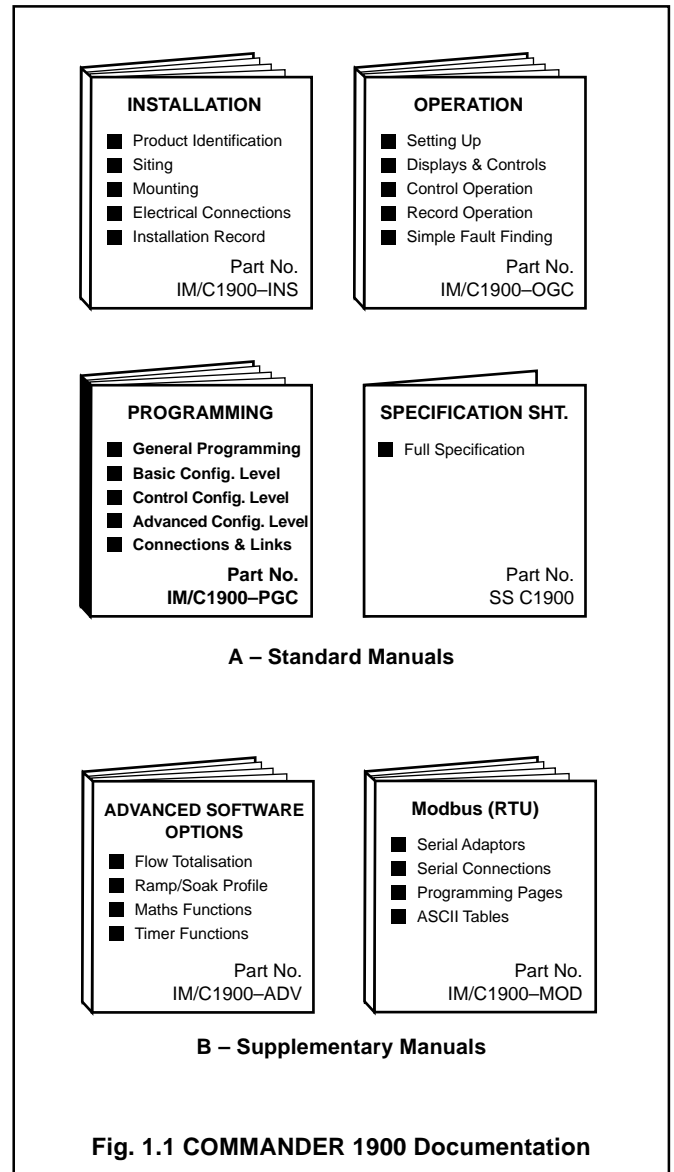 INSTALLATION
Product Identification
Siting
Mounting
Electrical Connections
Installation Record
Part No.
IM/C1900–INS
OPERATION
Setting Up
Displays & Controls
Control Operation
Record Operation
Simple Fault Finding
Part No.
IM/C1900–OGC
PROGRAMMING
General Programming
Basic Config. Level
Control Config. Level
Advanced Config. Level
Connections & Links
Part No.
IM/C1900–PGC
SPECIFICATION SHT.
Full Specification
Part No.
SS C1900
A – Standard Manuals
ADVANCED SOFTWARE
OPTIONS
Flow Totalisation
Ramp/Soak Profile
Maths Functions
Timer Functions
Part No.
IM/C1900–ADV
Modbus (RTU)
Serial Adaptors
Serial Connections
Programming Pages
ASCII Tables
Part No.
IM/C1900–MOD
B – Supplementary Manuals
Fig. 1.1 COMMANDER 1900 Documentation